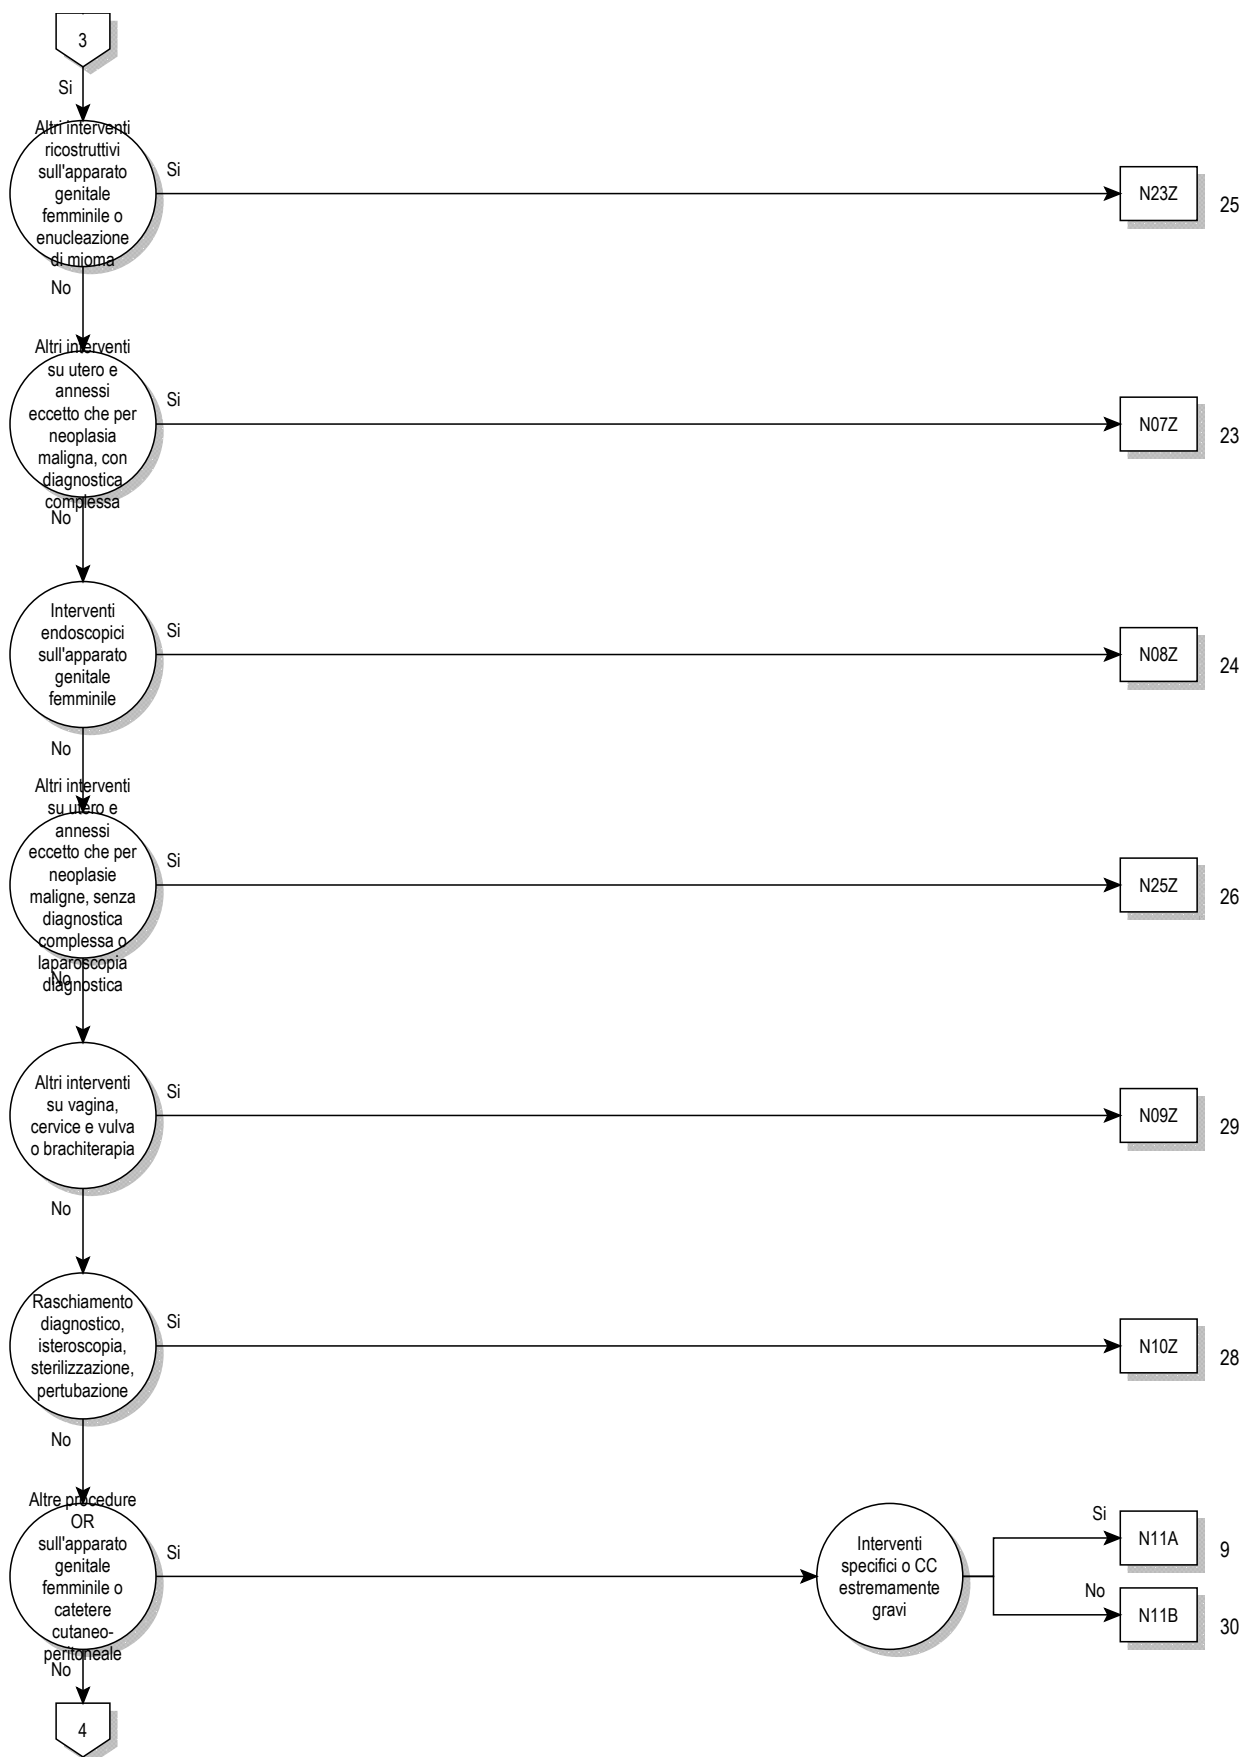 3
Si
Altri interventi
ricostruttivi
sull'apparato
genitale
femminile o
enucleazione
di mioma
Si
N23Z
25
No
Altri interventi
su utero e
annessi
eccetto che per
neoplasia
maligna, con
diagnostica
complessa
Si
N07Z
23
No
Interventi
endoscopici
sull'apparato
genitale
femminile
Si
N08Z
24
No
Altri interventi
su utero e
annessi
eccetto che per
neoplasie
maligne, senza
diagnostica
complessa o
laparoscopia
diagnostica
Si
N25Z
26
No
Altri interventi
su vagina,
cervice e vulva
o brachiterapia
Si
N09Z
29
No
Raschiamento
diagnostico,
isteroscopia,
sterilizzazione,
pertubazione
Si
N10Z
28
No
Altre procedure
OR
sull'apparato
genitale
femminile o
catetere
cutaneo-
peritoneale
Si
Interventi
specifici o CC
estremamente
gravi
Si
N11A
9
No
N11B
30
No
4